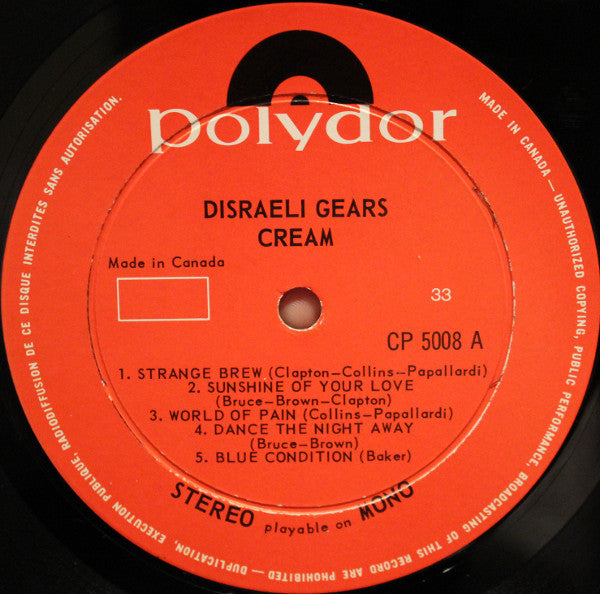 polydor
DISRAELI GEARS
CREAM
Made in Canada
33
CP 5008 A
1. STRANGE BREW (Clapton—Collins—Papallardi)
2. SUNSHINE OF YOUR LOVE
(Bruce—Brown—Clapton)
3. WORLD OF PAIN (Collins—Papallardi)
4. DANCE THE NIGHT AWAY
(Bruce—Brown)
5. BLUE CONDITION (Baker)
STEREO playable on MONO
MADE IN CANADA — UNAUTHORIZED COPYING, PUBLIC PERFORMANCE, BROADCASTING OF THIS RECORD ARE PROHIBITED — DUPLICATION, EXECUTION PUBLIQUE, RADIODIFFUSION DE CE DISQUE INTERDITES SANS AUTORISATION.